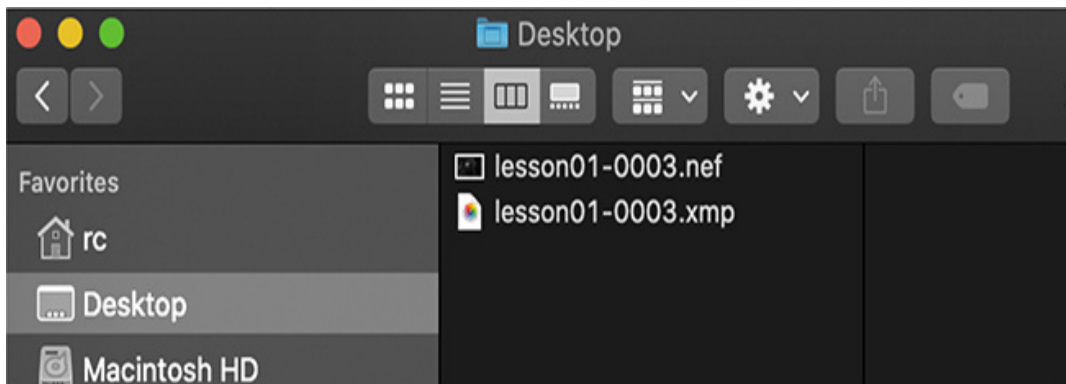 Desktop
Favorites
rc
Desktop
Macintosh HD
lesson01-0003.nef
lesson01-0003.xmp